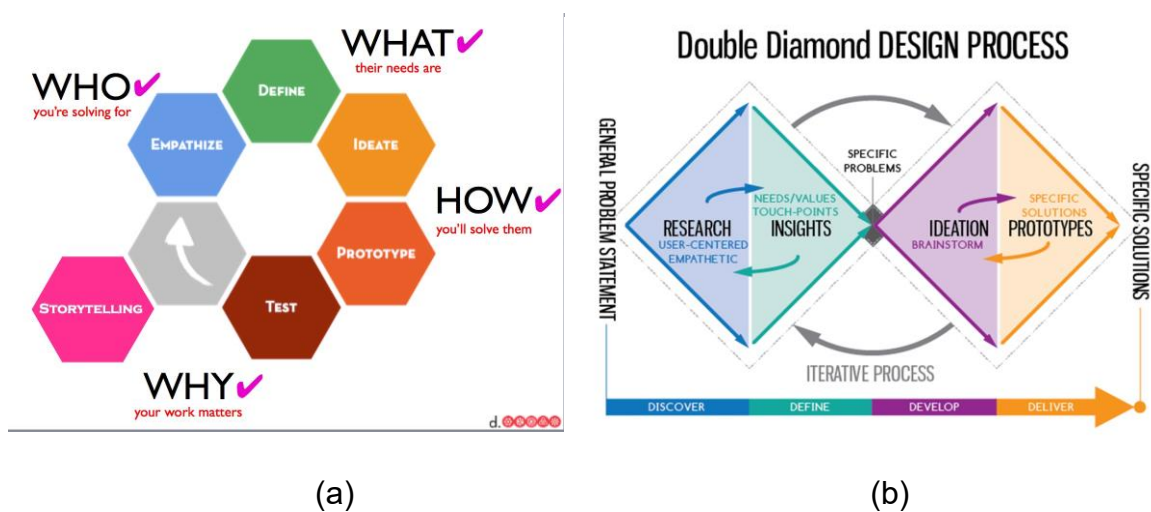 WHAT✔
their needs are
WHO✔
you're solving for
DEFINE
EMPATHIZE
IDEATE
HOW✔
you'll solve them
PROTOTYPE
STORYTELLING
TEST
WHY✔
your work matters
d.
(a)
Double Diamond DESIGN PROCESS
GENERAL PROBLEM STATEMENT
SPECIFIC
PROBLEMS
RESEARCH
USER-CENTERED
EMPATHETIC
NEEDS/VALUES
TOUCH-POINTS
INSIGHTS
IDEATION
BRAINSTORM
SPECIFIC
SOLUTIONS
PROTOTYPES
SPECIFIC SOLUTIONS
ITERATIVE PROCESS
DISCOVER
DEFINE
DEVELOP
DELIVER
(b)